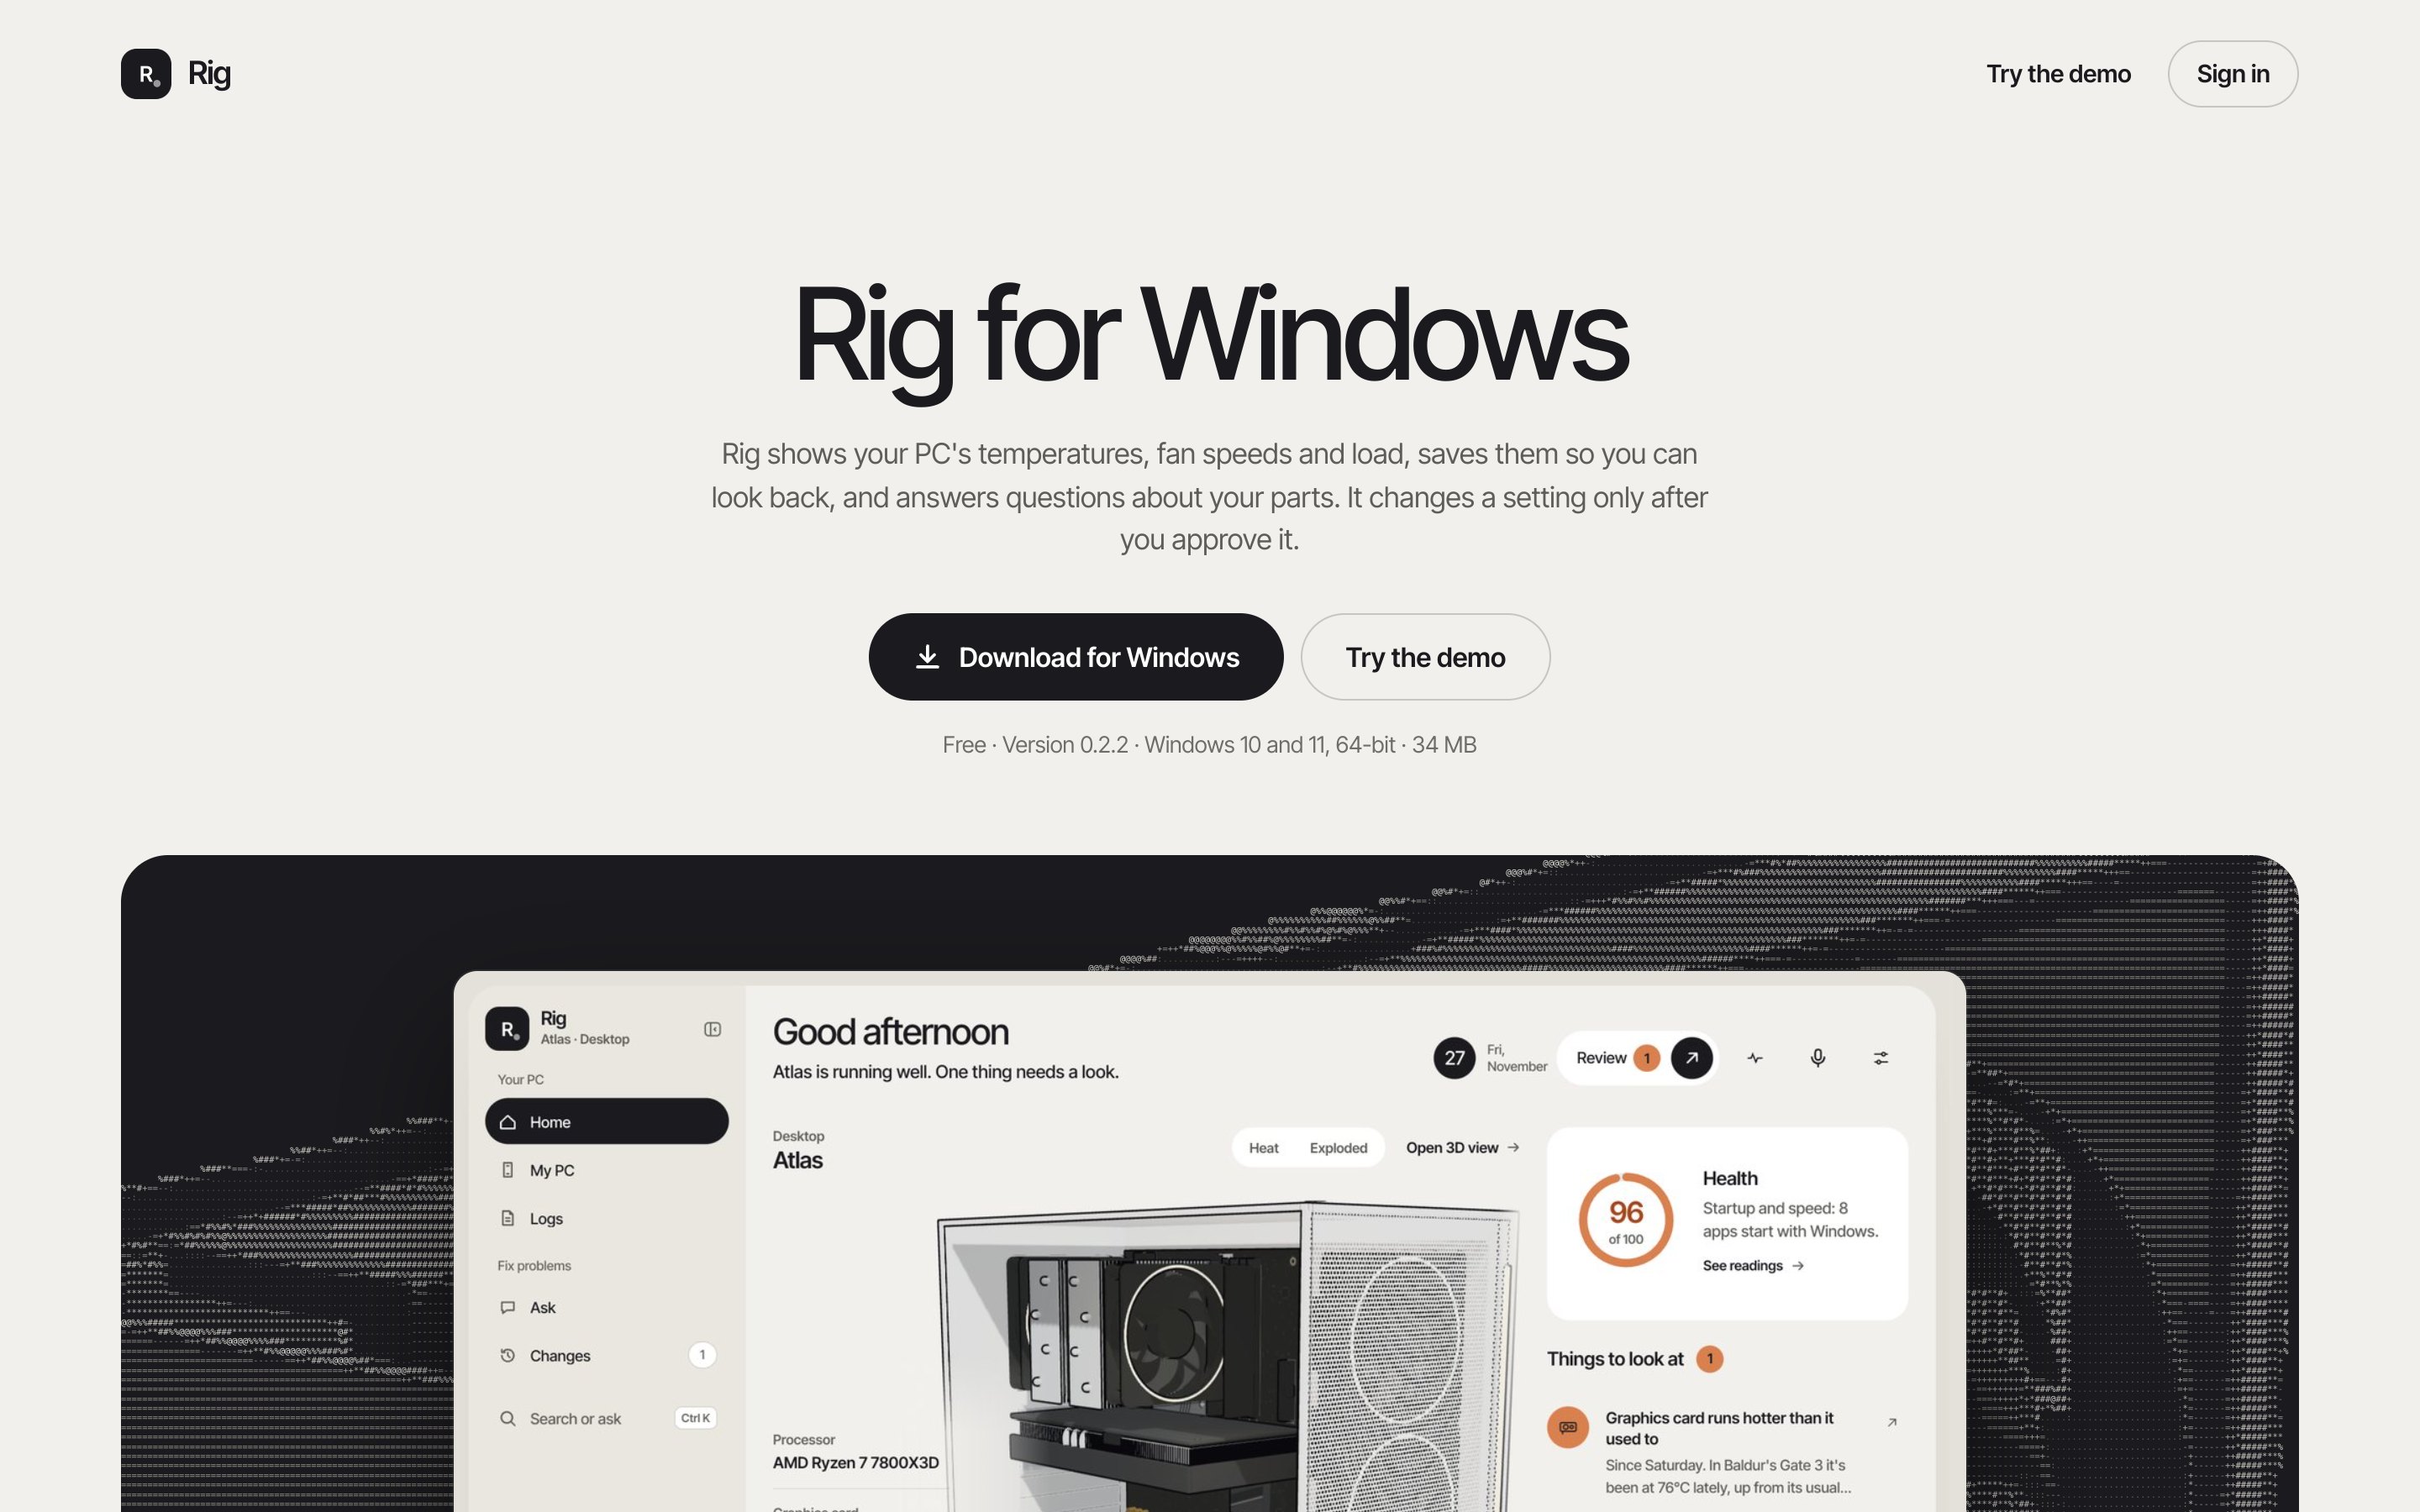 R. Rig
Try the demo
Sign in
Rig for Windows
Rig shows your PC's temperatures, fan speeds and load, saves them so you can
look back, and answers questions about your parts. It changes a setting only after
you approve it.
Download for Windows
Try the demo
Free · Version 0.2.2 · Windows 10 and 11, 64-bit · 34 MB
R. Rig
Atlas · Desktop
Your PC
Home
My PC
Logs
Fix problems
Ask
Changes 1
Search or ask Ctrl K
Good afternoon
Atlas is running well. One thing needs a look.
27 Fri,
November
Review 1
Desktop
Atlas
Heat Exploded Open 3D view →
Processor
AMD Ryzen 7 7800X3D
96
of 100
Health
Startup and speed: 8
apps start with Windows.
See readings →
Things to look at 1
Graphics card runs hotter than it
used to
Since Saturday. In Baldur's Gate 3 it's
been at 76°C lately, up from its usual...